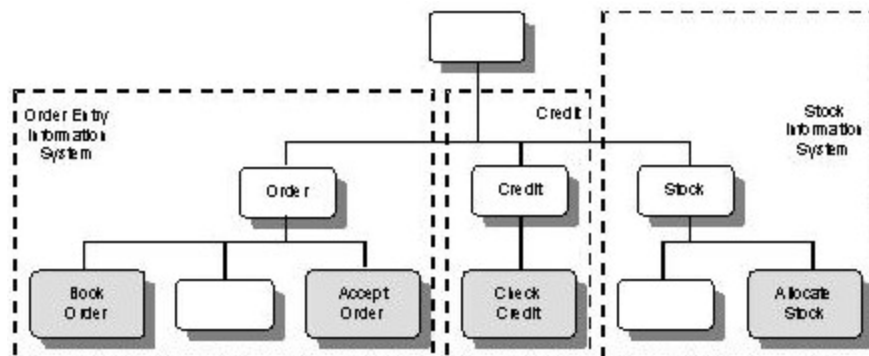 Order Entry
Information
System
Credit
Stock
Information
System
Order
Credit
Stock
Book
Order
Accept
Order
Check
Credit
Allocate
Stock